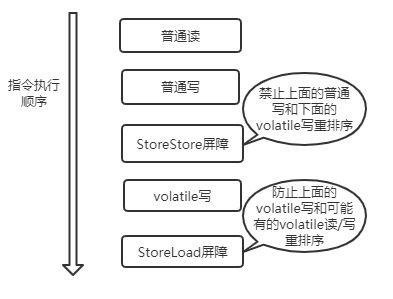 普通读
指令执行
顺序
普通写
禁止上面的普通
写和下面的
volatile写重排序
StoreStore屏障
volatile写
防止上面的
volatile写和可能
有的volatile读/写
重排序
StoreLoad屏障